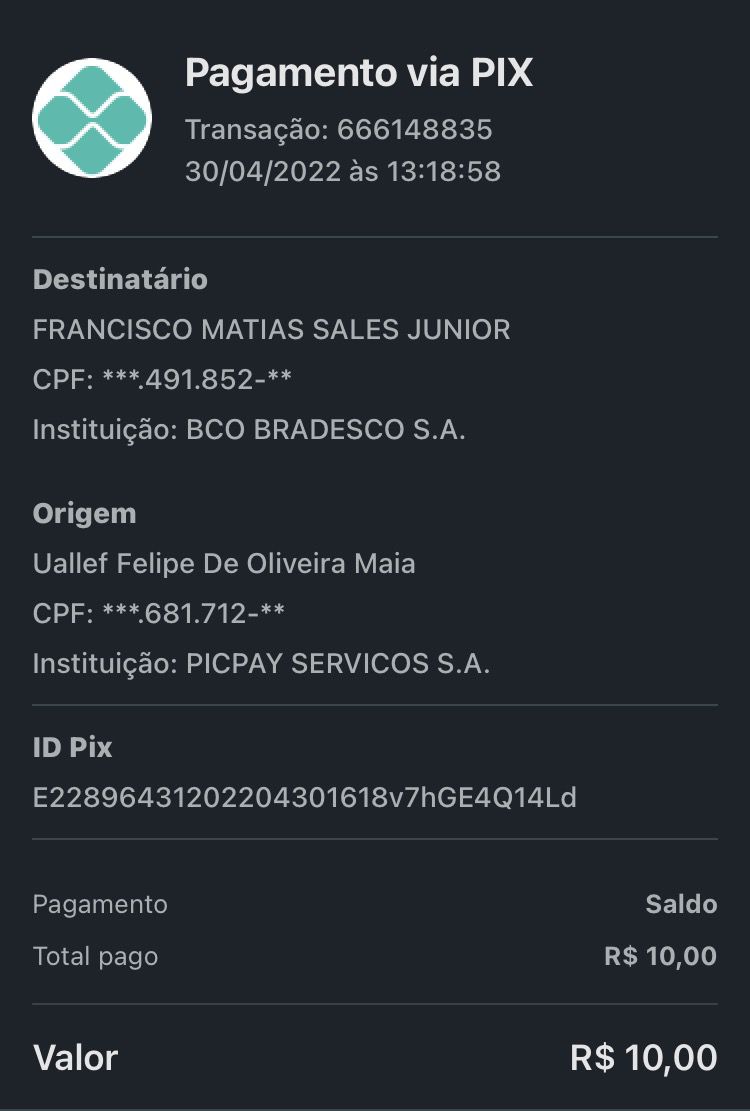 Pagamento via PIX
Transação: 666148835
30/04/2022 às 13:18:58
Destinatário
FRANCISCO MATIAS SALES JUNIOR
CPF: ***.491.852-**
Instituição: BCO BRADESCO S.A.
Origem
Uallef Felipe De Oliveira Maia
CPF: ***.681.712-**
Instituição: PICPAY SERVICOS S.A.
ID Pix
E22896431202204301618v7hGE4Q14Ld
Pagamento Saldo
Total pago R$ 10,00
Valor R$ 10,00